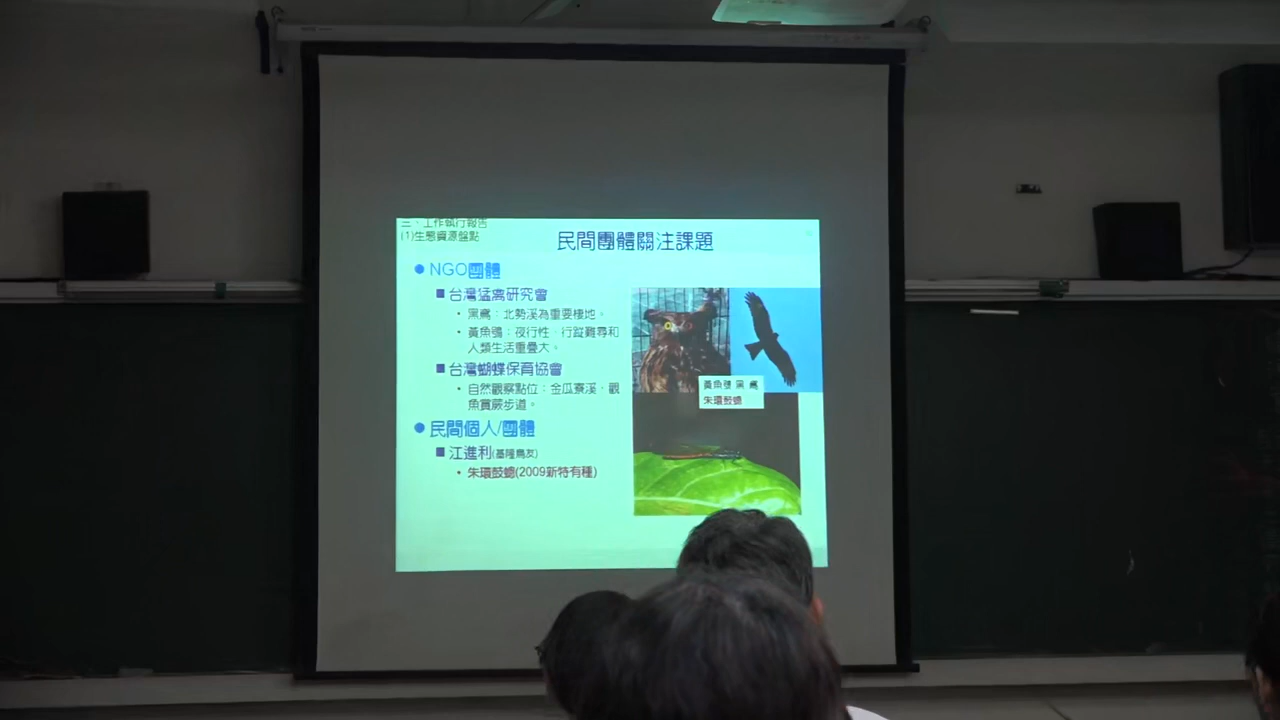 三、工作執行報告
(1)生態資源盤點
民間團體關注課題
NGO團體
台灣猛禽研究會
黑鳶：北勢溪為重要棲地。
黃魚鴞：夜行性、行蹤難尋和
人類生活重疊大。
台灣蝴蝶保育協會
自然觀察點位：金瓜寮溪、觀
魚賞蕨步道。
民間個人/團體
江進利(基隆鳥友)
朱環鼓蟌(2009新特有種)
黃魚鴞 黑 鳶
朱環鼓蟌